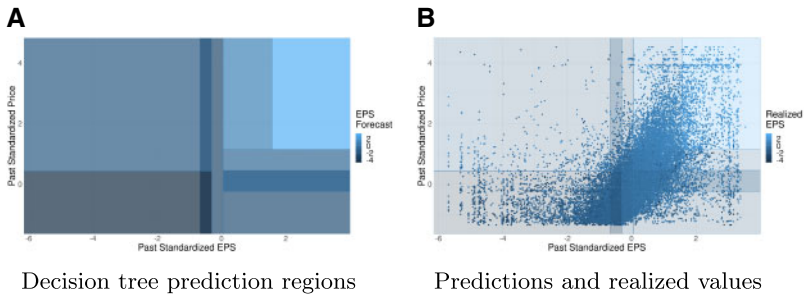 A
Past Standardized Price
4
2
0
-6
-4
-2
0
2
Past Standardized EPS
EPS
Forecast
Decision tree prediction regions
B
Past Standardized Price
4
2
0
-6
-4
-2
0
2
Past Standardized EPS
Realized
EPS
Predictions and realized values